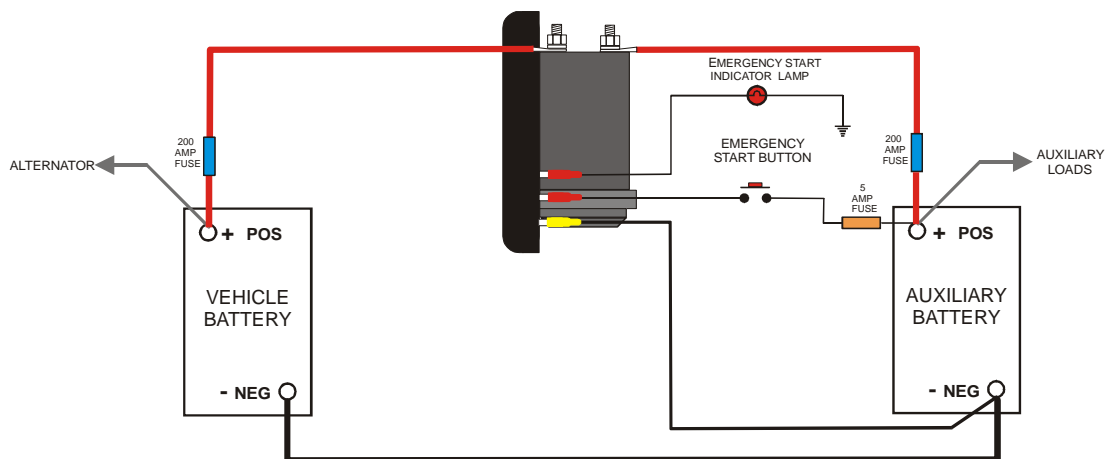 EMERGENCY START
INDICATOR LAMP
200
AMP
FUSE
EMERGENCY
START BUTTON
200
AMP
FUSE
ALTERNATOR
AUXILIARY
LOADS
5
AMP
FUSE
+ POS
+ POS
VEHICLE
BATTERY
AUXILIARY
BATTERY
- NEG
- NEG